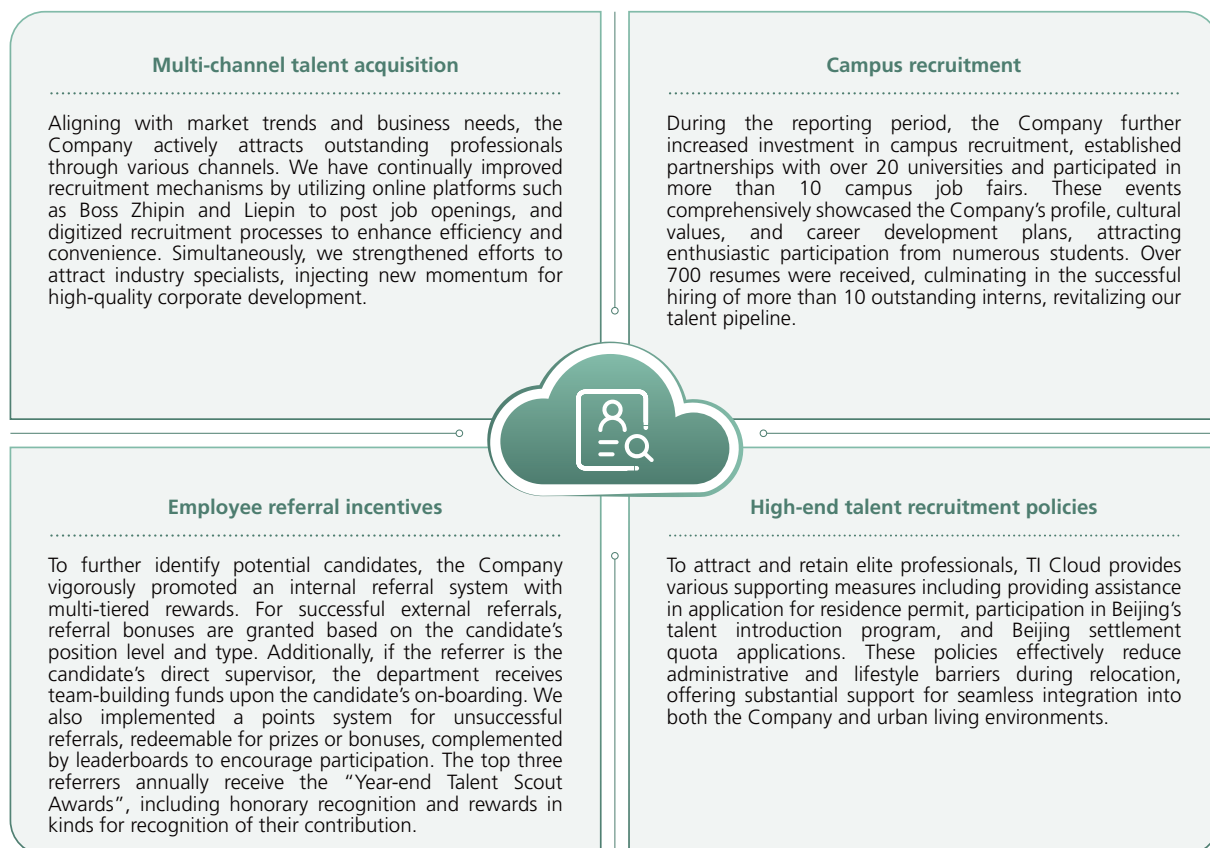 Multi-channel talent acquisition
Aligning with market trends and business needs, the
Company actively attracts outstanding professionals
through various channels. We have continually improved
recruitment mechanisms by utilizing online platforms such
as Boss Zhipin and Liepin to post job openings, and
digitized recruitment processes to enhance efficiency and
convenience. Simultaneously, we strengthened efforts to
attract industry specialists, injecting new momentum for
high-quality corporate development.
Campus recruitment
During the reporting period, the Company further
increased investment in campus recruitment, established
partnerships with over 20 universities and participated in
more than 10 campus job fairs. These events
comprehensively showcased the Company’s profile, cultural
values, and career development plans, attracting
enthusiastic participation from numerous students. Over
700 resumes were received, culminating in the successful
hiring of more than 10 outstanding interns, revitalizing our
talent pipeline.
Employee referral incentives
To further identify potential candidates, the Company
vigorously promoted an internal referral system with
multi-tiered rewards. For successful external referrals,
referral bonuses are granted based on the candidate’s
position level and type. Additionally, if the referrer is the
candidate’s direct supervisor, the department receives
team-building funds upon the candidate’s on-boarding. We
also implemented a points system for unsuccessful
referrals, redeemable for prizes or bonuses, complemented
by leaderboards to encourage participation. The top three
referrers annually receive the “Year-end Talent Scout
Awards”, including honorary recognition and rewards in
kinds for recognition of their contribution.
High-end talent recruitment policies
To attract and retain elite professionals, TI Cloud provides
various supporting measures including providing assistance
in application for residence permit, participation in Beijing’s
talent introduction program, and Beijing settlement
quota applications. These policies effectively reduce
administrative and lifestyle barriers during relocation,
offering substantial support for seamless integration into
both the Company and urban living environments.